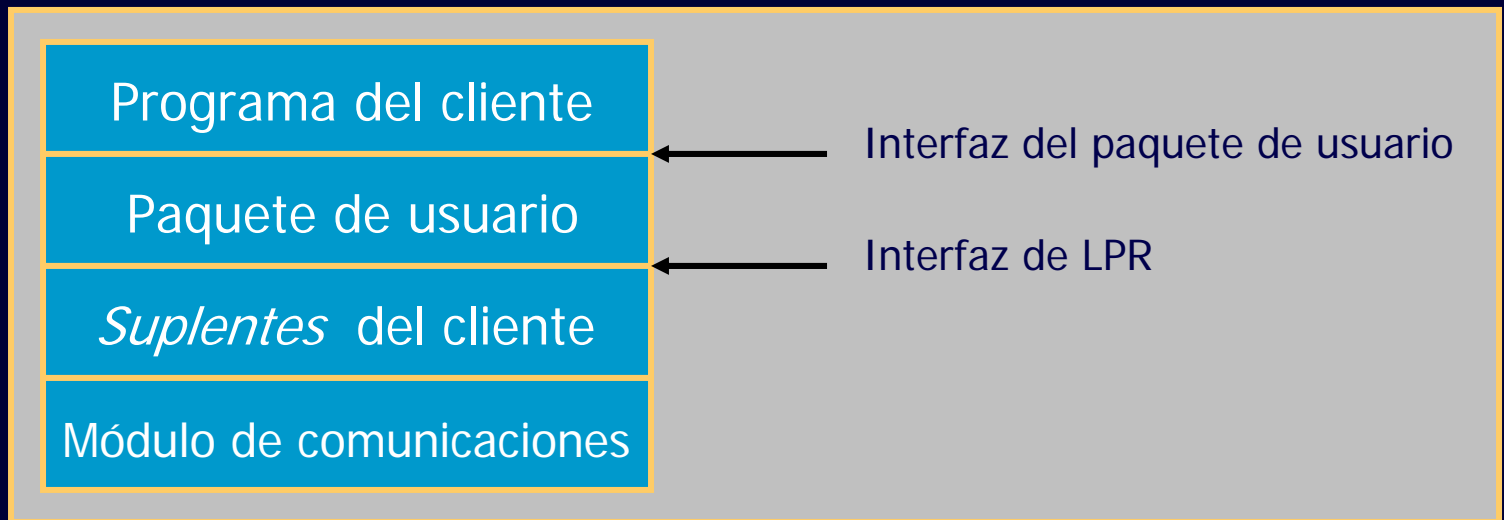 Programa del cliente
Interfaz del paquete de usuario
Paquete de usuario
Interfaz de LPR
Suplentes del cliente
Módulo de comunicaciones